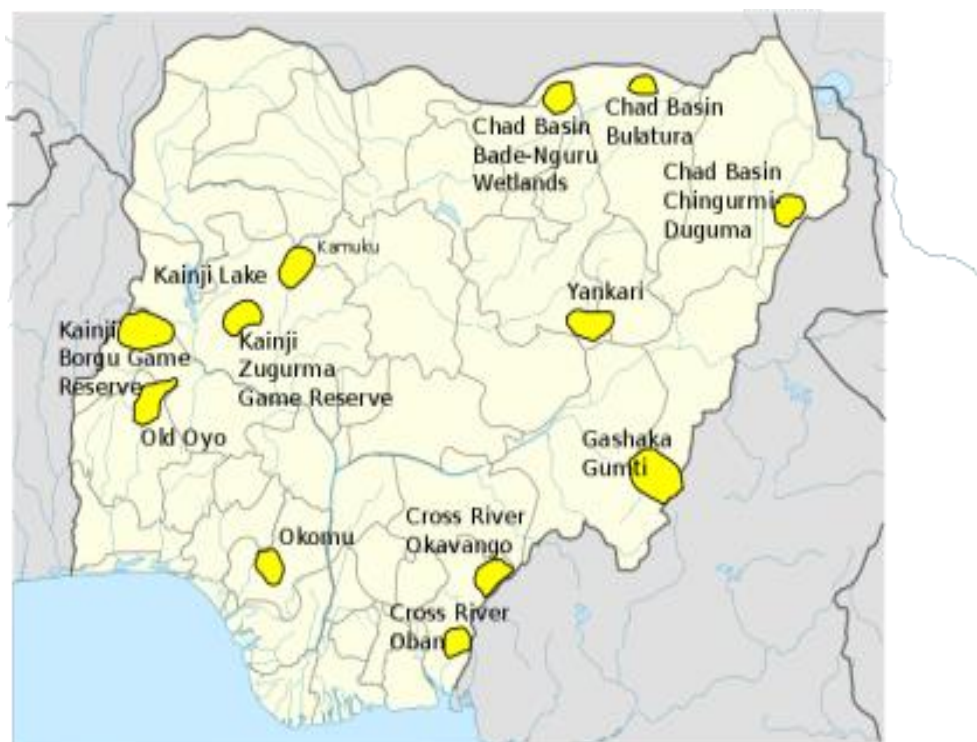 Chad Basin
Bade-Nguru
Wetlands
Chad Basin
Bulatura
Chad Basin
Chingurmi-
Duguma
Kamuku
Kainji Lake
Yankari
Kainji
Borgu Game
Reserve
Kainji
Zugurma
Game Reserve
Old Oyo
Gashaka
Gumti
Okomu
Cross River
Okavango
Cross River
Oban